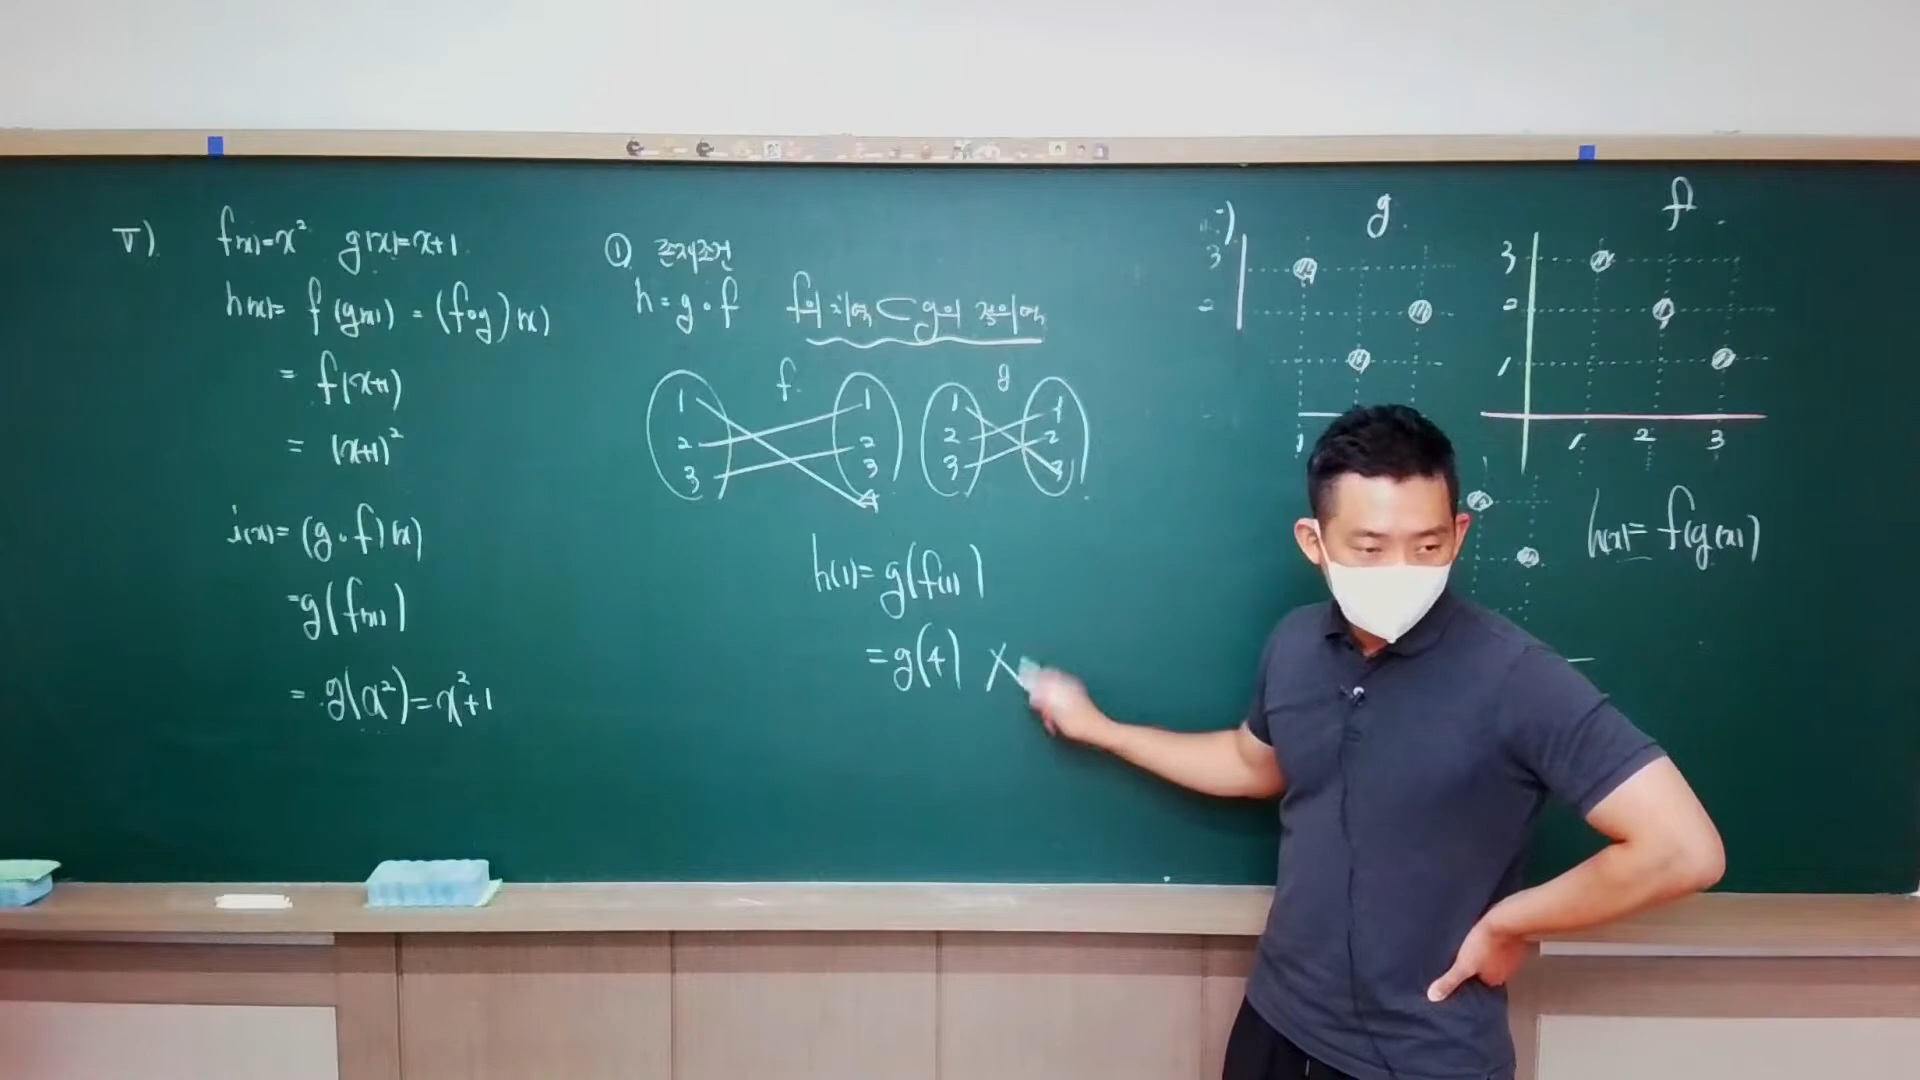 V) f(x)=x² g(x)=x+1
h(x)= f(g(x)) = (f∘g)(x)
= f(x+1)
= (x+1)²
i(x)= (g∘f)(x)
=g(f(x))
= g(x²)=x²+1
① 존재조건
h=g∘f f의 치역⊂g의 정의역
f g
1 1 1 1
2 2 2 2
3 3 3 3
4
h(1)=g(f(1))
=g(4) X
g
3
2
1
f
3
2
1
1 2 3
h(x)= f(g(x))